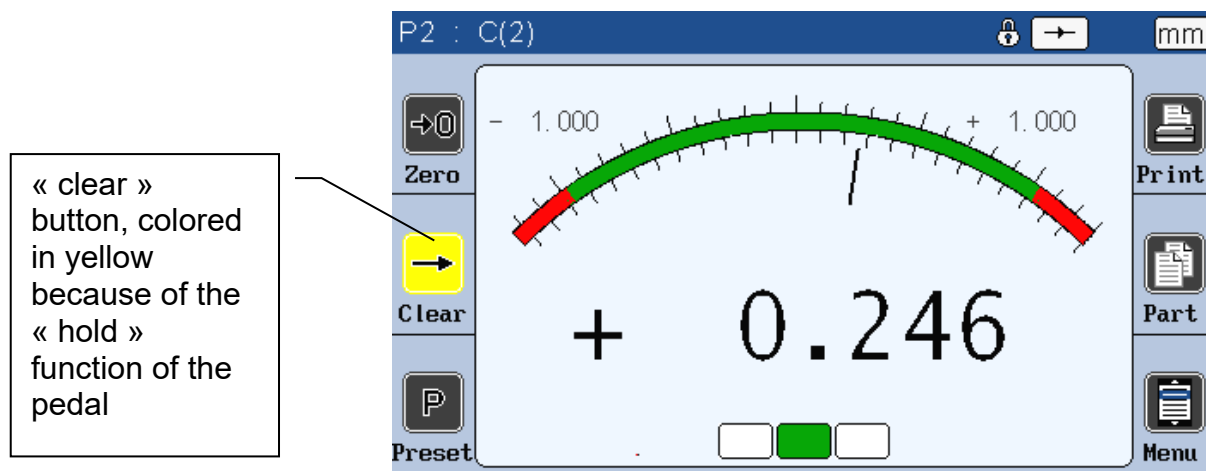 P2 : C(2)
mm
« clear »
button, colored
in yellow
because of the
« hold »
function of the
pedal
→0
Zero
Clear
P
Preset
- 1.000
+ 1.000
+ 0.246
Print
Part
Menu